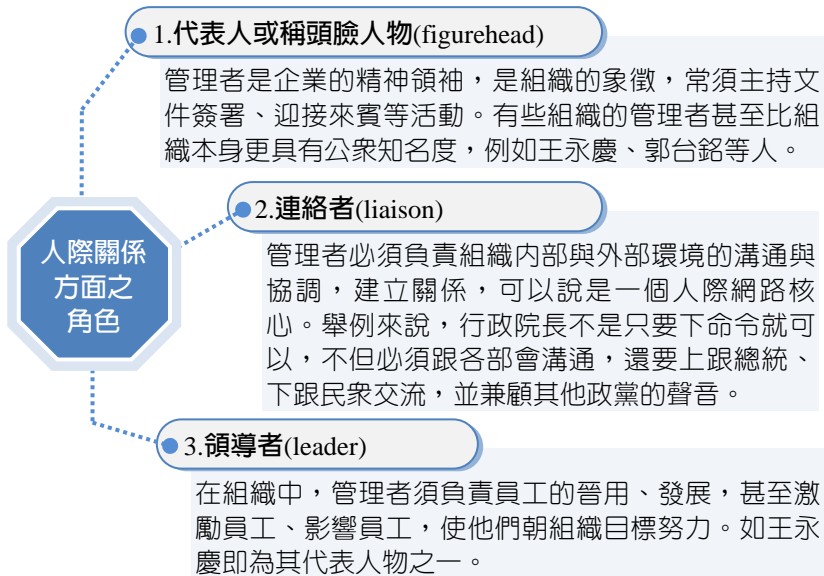 1.代表人或稱頭臉人物(figurehead)
管理者是企業的精神領袖，是組織的象徵，常須主持文
件簽署、迎接來賓等活動。有些組織的管理者甚至比組
織本身更具有公眾知名度，例如王永慶、郭台銘等人。
2.連絡者(liaison)
管理者必須負責組織內部與外部環境的溝通與
協調，建立關係，可以說是一個人際網路核
心。舉例來說，行政院長不是只要下命令就可
以，不但必須跟各部會溝通，還要上跟總統、
下跟民眾交流，並兼顧其他政黨的聲音。
人際關係
方面之
角色
3.領導者(leader)
在組織中，管理者須負責員工的晉用、發展，甚至激
勵員工、影響員工，使他們朝組織目標努力。如王永
慶即為其代表人物之一。